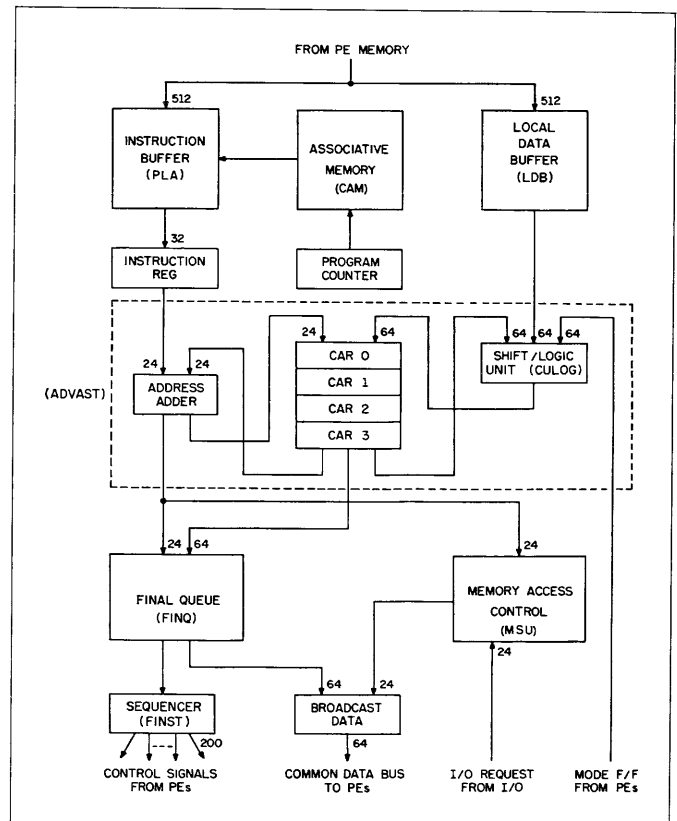 FROM PE MEMORY
512
512
INSTRUCTION
BUFFER
(PLA)
ASSOCIATIVE
MEMORY
(CAM)
LOCAL
DATA
BUFFER
(LDB)
32
INSTRUCTION
REG
PROGRAM
COUNTER
(ADVAST)
24
24
ADDRESS
ADDER
24
64
CAR 0
CAR 1
CAR 2
CAR 3
64
64
64
SHIFT/LOGIC
UNIT (CULOG)
24
64
FINAL QUEUE
(FINQ)
24
MEMORY ACCESS
CONTROL
(MSU)
24
64
24
SEQUENCER
(FINST)
200
BROADCAST
DATA
64
CONTROL SIGNALS
FROM PEs
COMMON DATA BUS
TO PEs
I/O REQUEST
FROM I/O
MODE F/F
FROM PEs